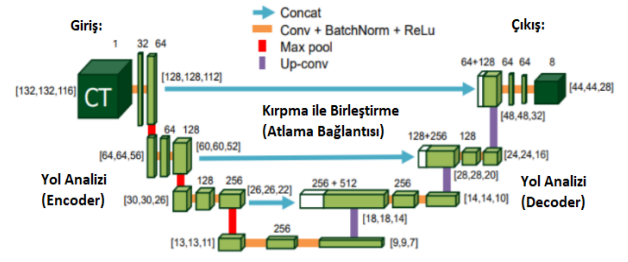 Giriş:
Concat
Conv + BatchNorm + ReLu
Max pool
Up-conv
Çıkış:
1 32 64
64+128 64 64 8
[132,132,116]
CT
[128,128,112]
[44,44,28]
Kırpma ile Birleştirme
(Atlama Bağlantısı)
[48,48,32]
64 128
128+256 128
[64,64,56]
[60,60,52]
[24,24,16]
[28,28,20]
Yol Analizi
(Encoder)
128 256
[26,26,22]
256 + 512
256
Yol Analizi
(Decoder)
[30,30,26]
[14,14,10]
[18,18,14]
256
[13,13,11]
[9,9,7]